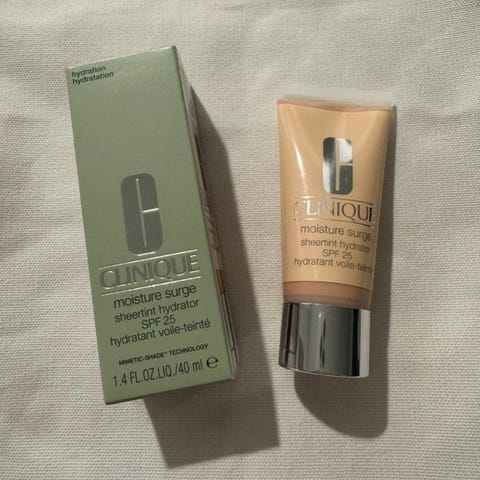 hydration
hydratation
CLINIQUE
moisture surge
sheertint hydrator
SPF 25
hydratant voile-teinté
MIMETIC-SHADE™ TECHNOLOGY
1.4 FL.OZ.LIQ./40 ml ℮
CLINIQUE
moisture surge
sheertint hydrator
SPF 25
hydratant voile-teinté